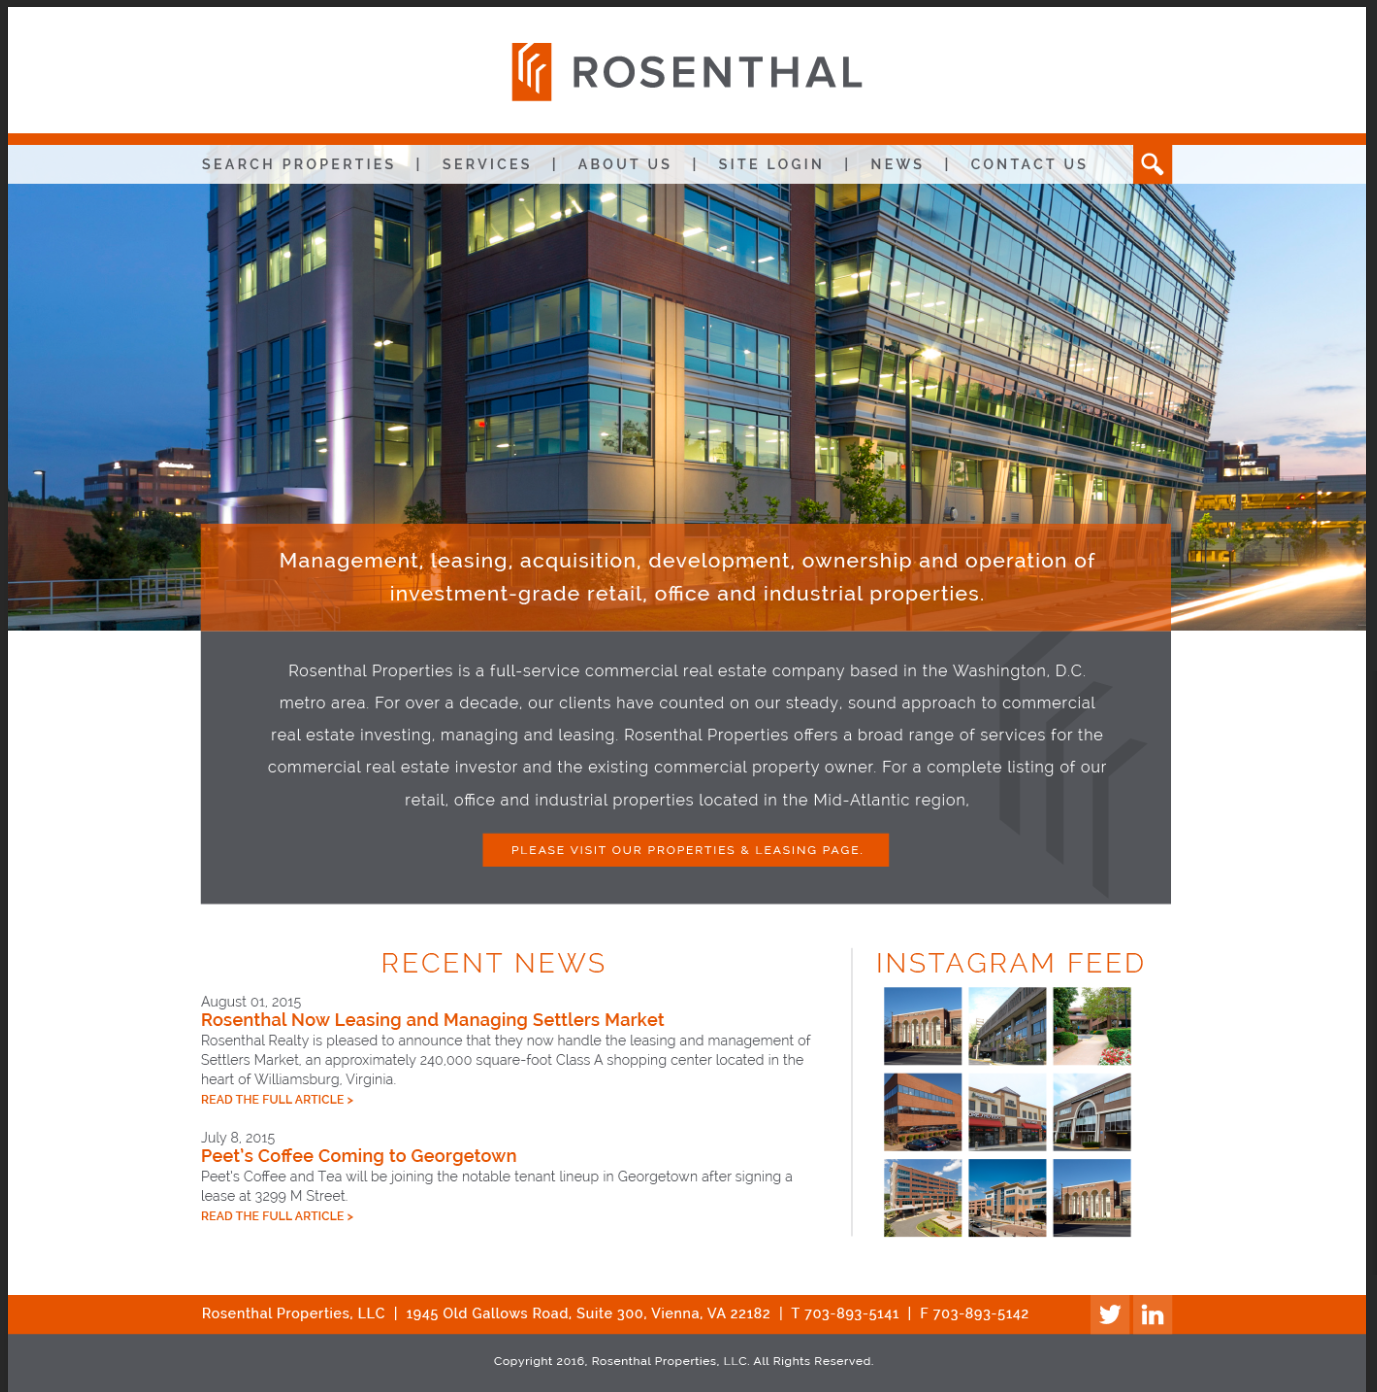 ROSENTHAL
SEARCH PROPERTIES | SERVICES | ABOUT US | SITE LOGIN | NEWS | CONTACT US
Management, leasing, acquisition, development, ownership and operation of
investment-grade retail, office and industrial properties.
Rosenthal Properties is a full-service commercial real estate company based in the Washington, D.C.
metro area. For over a decade, our clients have counted on our steady, sound approach to commercial
real estate investing, managing and leasing. Rosenthal Properties offers a broad range of services for the
commercial real estate investor and the existing commercial property owner. For a complete listing of our
retail, office and industrial properties located in the Mid-Atlantic region,
PLEASE VISIT OUR PROPERTIES & LEASING PAGE.
RECENT NEWS
August 01, 2015
Rosenthal Now Leasing and Managing Settlers Market
Rosenthal Realty is pleased to announce that they now handle the leasing and management of
Settlers Market, an approximately 240,000 square-foot Class A shopping center located in the
heart of Williamsburg, Virginia.
READ THE FULL ARTICLE >
July 8, 2015
Peet's Coffee Coming to Georgetown
Peet's Coffee and Tea will be joining the notable tenant lineup in Georgetown after signing a
lease at 3299 M Street.
READ THE FULL ARTICLE >
INSTAGRAM FEED
Rosenthal Properties, LLC | 1945 Old Gallows Road, Suite 300, Vienna, VA 22182 | T 703-893-5141 | F 703-893-5142
in
Copyright 2016, Rosenthal Properties, LLC. All Rights Reserved.